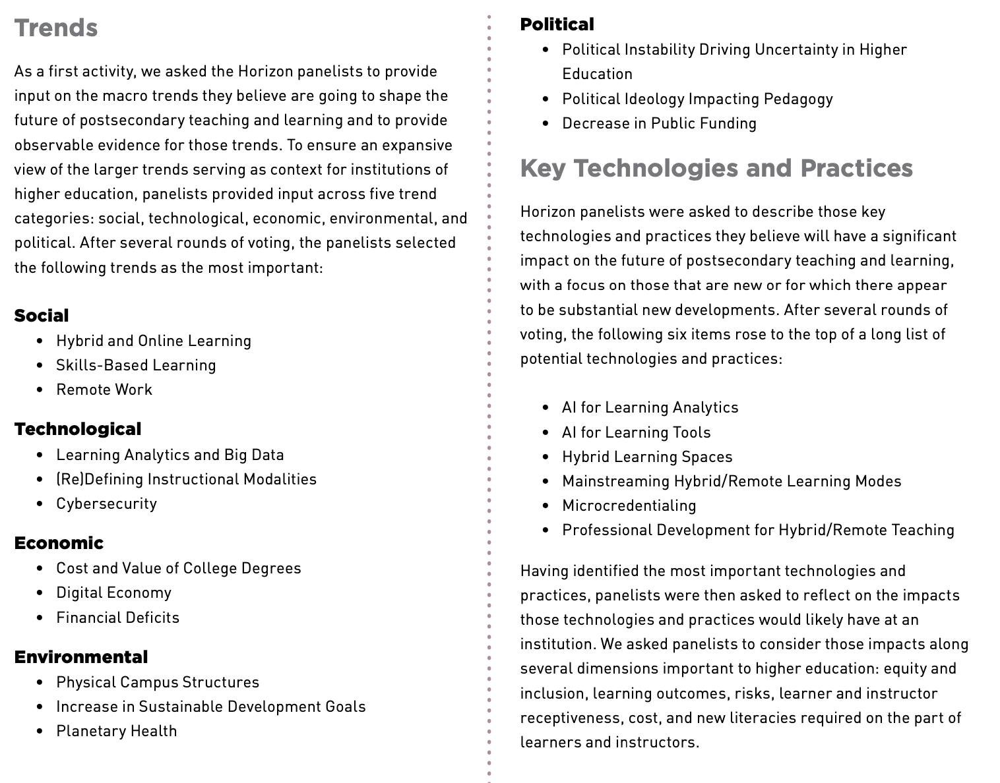 Trends
As a first activity, we asked the Horizon panelists to provide
input on the macro trends they believe are going to shape the
future of postsecondary teaching and learning and to provide
observable evidence for those trends. To ensure an expansive
view of the larger trends serving as context for institutions of
higher education, panelists provided input across five trend
categories: social, technological, economic, environmental, and
political. After several rounds of voting, the panelists selected
the following trends as the most important:
Social
• Hybrid and Online Learning
• Skills-Based Learning
• Remote Work
Technological
• Learning Analytics and Big Data
• (Re)Defining Instructional Modalities
• Cybersecurity
Economic
• Cost and Value of College Degrees
• Digital Economy
• Financial Deficits
Environmental
• Physical Campus Structures
• Increase in Sustainable Development Goals
• Planetary Health
Political
• Political Instability Driving Uncertainty in Higher
Education
• Political Ideology Impacting Pedagogy
• Decrease in Public Funding
Key Technologies and Practices
Horizon panelists were asked to describe those key
technologies and practices they believe will have a significant
impact on the future of postsecondary teaching and learning,
with a focus on those that are new or for which there appear
to be substantial new developments. After several rounds of
voting, the following six items rose to the top of a long list of
potential technologies and practices:
• AI for Learning Analytics
• AI for Learning Tools
• Hybrid Learning Spaces
• Mainstreaming Hybrid/Remote Learning Modes
• Microcredentialing
• Professional Development for Hybrid/Remote Teaching
Having identified the most important technologies and
practices, panelists were then asked to reflect on the impacts
those technologies and practices would likely have at an
institution. We asked panelists to consider those impacts along
several dimensions important to higher education: equity and
inclusion, learning outcomes, risks, learner and instructor
receptiveness, cost, and new literacies required on the part of
learners and instructors.